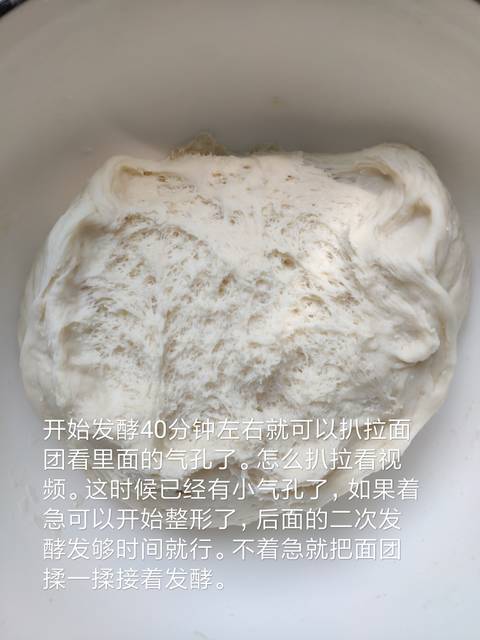 开始发酵40分钟左右就可以扒拉面
团看里面的气孔了。怎么扒拉看视
频。这时候已经有小气孔了，如果着
急可以开始整形了，后面的二次发
酵发够时间就行。不着急就把面团
揉一揉接着发酵。